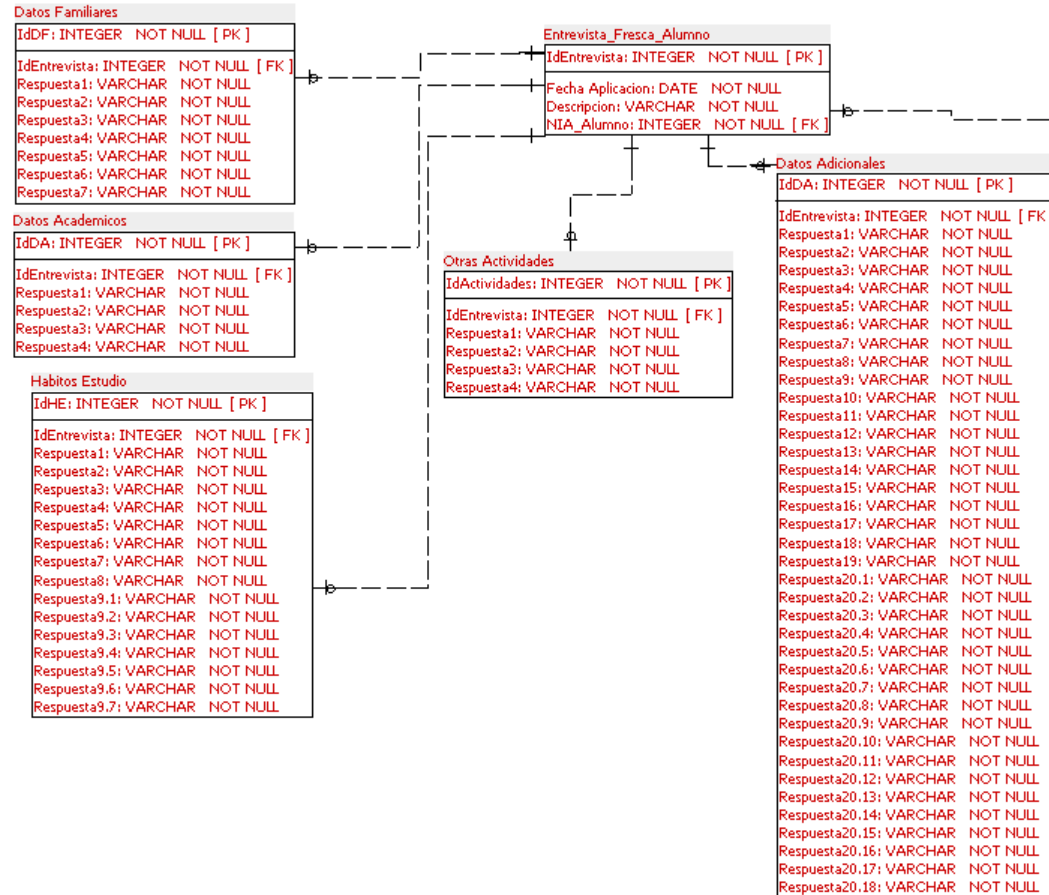 Datos Familiares
IdDF: INTEGER NOT NULL [ PK ]
IdEntrevista: INTEGER NOT NULL [ FK ]
Respuesta1: VARCHAR NOT NULL
Respuesta2: VARCHAR NOT NULL
Respuesta3: VARCHAR NOT NULL
Respuesta4: VARCHAR NOT NULL
Respuesta5: VARCHAR NOT NULL
Respuesta6: VARCHAR NOT NULL
Respuesta7: VARCHAR NOT NULL
Datos Academicos
IdDA: INTEGER NOT NULL [ PK ]
IdEntrevista: INTEGER NOT NULL [ FK ]
Respuesta1: VARCHAR NOT NULL
Respuesta2: VARCHAR NOT NULL
Respuesta3: VARCHAR NOT NULL
Respuesta4: VARCHAR NOT NULL
Habitos Estudio
IdHE: INTEGER NOT NULL [ PK ]
IdEntrevista: INTEGER NOT NULL [ FK ]
Respuesta1: VARCHAR NOT NULL
Respuesta2: VARCHAR NOT NULL
Respuesta3: VARCHAR NOT NULL
Respuesta4: VARCHAR NOT NULL
Respuesta5: VARCHAR NOT NULL
Respuesta6: VARCHAR NOT NULL
Respuesta7: VARCHAR NOT NULL
Respuesta8: VARCHAR NOT NULL
Respuesta9.1: VARCHAR NOT NULL
Respuesta9.2: VARCHAR NOT NULL
Respuesta9.3: VARCHAR NOT NULL
Respuesta9.4: VARCHAR NOT NULL
Respuesta9.5: VARCHAR NOT NULL
Respuesta9.6: VARCHAR NOT NULL
Respuesta9.7: VARCHAR NOT NULL
Entrevista_Fresca_Alumno
IdEntrevista: INTEGER NOT NULL [ PK ]
Fecha Aplicacion: DATE NOT NULL
Descripcion: VARCHAR NOT NULL
NIA_Alumno: INTEGER NOT NULL [ FK ]
Otras Actividades
IdActividades: INTEGER NOT NULL [ PK ]
IdEntrevista: INTEGER NOT NULL [ FK ]
Respuesta1: VARCHAR NOT NULL
Respuesta2: VARCHAR NOT NULL
Respuesta3: VARCHAR NOT NULL
Respuesta4: VARCHAR NOT NULL
Datos Adicionales
IdDA: INTEGER NOT NULL [ PK ]
IdEntrevista: INTEGER NOT NULL [ FK
Respuesta1: VARCHAR NOT NULL
Respuesta2: VARCHAR NOT NULL
Respuesta3: VARCHAR NOT NULL
Respuesta4: VARCHAR NOT NULL
Respuesta5: VARCHAR NOT NULL
Respuesta6: VARCHAR NOT NULL
Respuesta7: VARCHAR NOT NULL
Respuesta8: VARCHAR NOT NULL
Respuesta9: VARCHAR NOT NULL
Respuesta10: VARCHAR NOT NULL
Respuesta11: VARCHAR NOT NULL
Respuesta12: VARCHAR NOT NULL
Respuesta13: VARCHAR NOT NULL
Respuesta14: VARCHAR NOT NULL
Respuesta15: VARCHAR NOT NULL
Respuesta16: VARCHAR NOT NULL
Respuesta17: VARCHAR NOT NULL
Respuesta18: VARCHAR NOT NULL
Respuesta19: VARCHAR NOT NULL
Respuesta20.1: VARCHAR NOT NULL
Respuesta20.2: VARCHAR NOT NULL
Respuesta20.3: VARCHAR NOT NULL
Respuesta20.4: VARCHAR NOT NULL
Respuesta20.5: VARCHAR NOT NULL
Respuesta20.6: VARCHAR NOT NULL
Respuesta20.7: VARCHAR NOT NULL
Respuesta20.8: VARCHAR NOT NULL
Respuesta20.9: VARCHAR NOT NULL
Respuesta20.10: VARCHAR NOT NULL
Respuesta20.11: VARCHAR NOT NULL
Respuesta20.12: VARCHAR NOT NULL
Respuesta20.13: VARCHAR NOT NULL
Respuesta20.14: VARCHAR NOT NULL
Respuesta20.15: VARCHAR NOT NULL
Respuesta20.16: VARCHAR NOT NULL
Respuesta20.17: VARCHAR NOT NULL
Respuesta20.18: VARCHAR NOT NULL